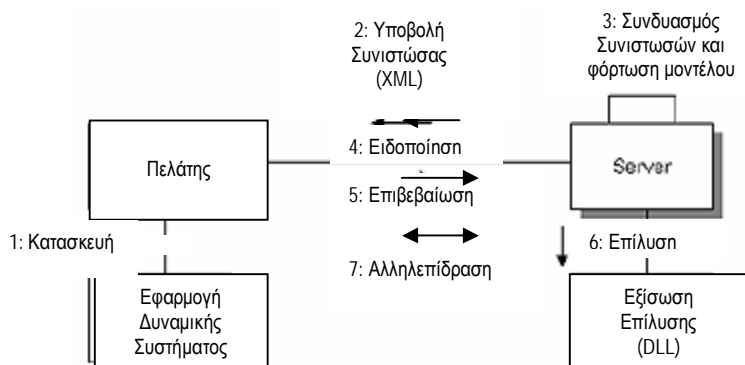 2: Υποβολή
Συνιστώσας
(XML)
3: Συνδυασμός
Συνιστωσών και
φόρτωση μοντέλου
Πελάτης
4: Ειδοποίηση
Server
5: Επιβεβαίωση
1: Κατασκευή
7: Αλληλεπίδραση
6: Επίλυση
Εφαρμογή
Δυναμικής
Συστήματος
Εξίσωση
Επίλυσης
(DLL)